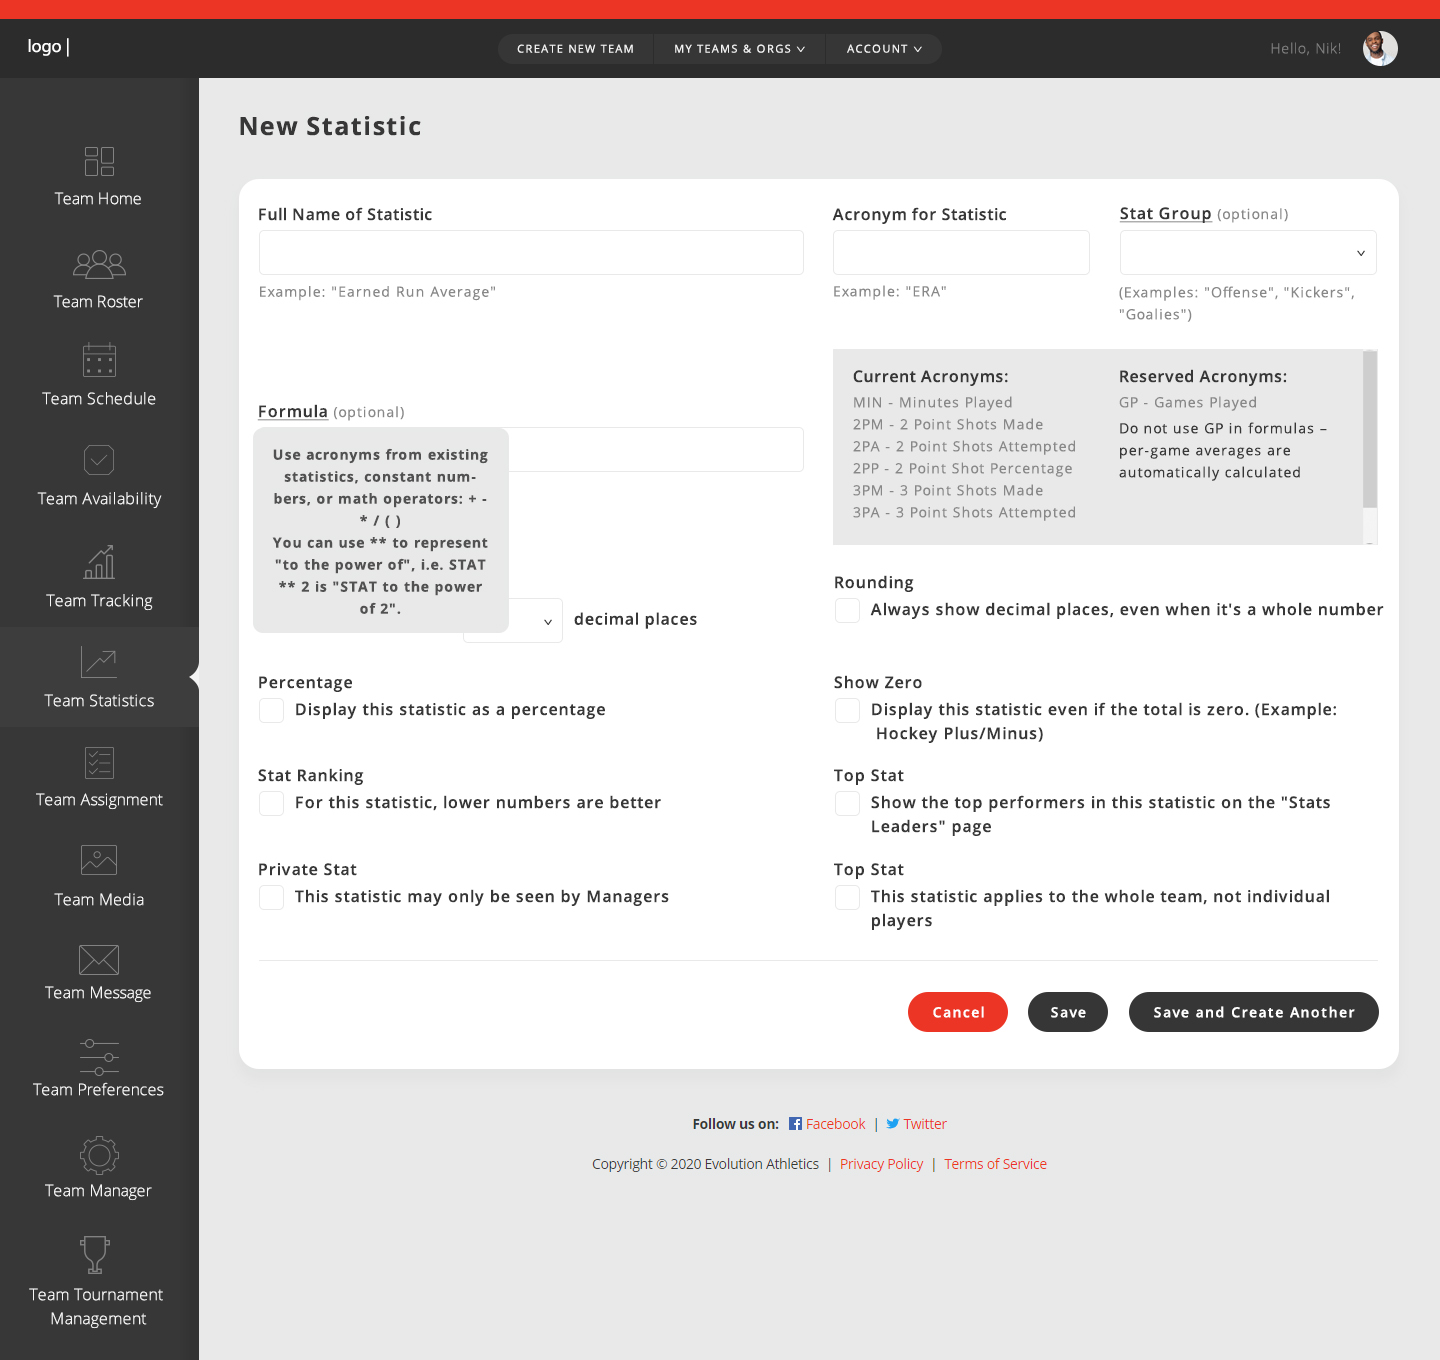 logo |
CREATE NEW TEAM
MY TEAMS & ORGS
ACCOUNT
Hello, Nik!
Team Home
Team Roster
Team Schedule
Team Availability
Team Tracking
Team Statistics
Team Assignment
Team Media
Team Message
Team Preferences
Team Manager
Team Tournament
Management
New Statistic
Full Name of Statistic
Example: "Earned Run Average"
Acronym for Statistic
Example: "ERA"
Stat Group (optional)
(Examples: "Offense", "Kickers",
"Goalies")
Formula (optional)
Use acronyms from existing
statistics, constant num-
bers, or math operators: + -
* / ( )
You can use ** to represent
"to the power of", i.e. STAT
** 2 is "STAT to the power
of 2".
decimal places
Current Acronyms:
MIN - Minutes Played
2PM - 2 Point Shots Made
2PA - 2 Point Shots Attempted
2PP - 2 Point Shot Percentage
3PM - 3 Point Shots Made
3PA - 3 Point Shots Attempted
Reserved Acronyms:
GP - Games Played
Do not use GP in formulas –
per-game averages are
automatically calculated
Rounding
Always show decimal places, even when it's a whole number
Percentage
Display this statistic as a percentage
Show Zero
Display this statistic even if the total is zero. (Example:
Hockey Plus/Minus)
Stat Ranking
For this statistic, lower numbers are better
Top Stat
Show the top performers in this statistic on the "Stats
Leaders" page
Private Stat
This statistic may only be seen by Managers
Top Stat
This statistic applies to the whole team, not individual
players
Cancel
Save
Save and Create Another
Follow us on: Facebook | Twitter
Copyright © 2020 Evolution Athletics | Privacy Policy | Terms of Service